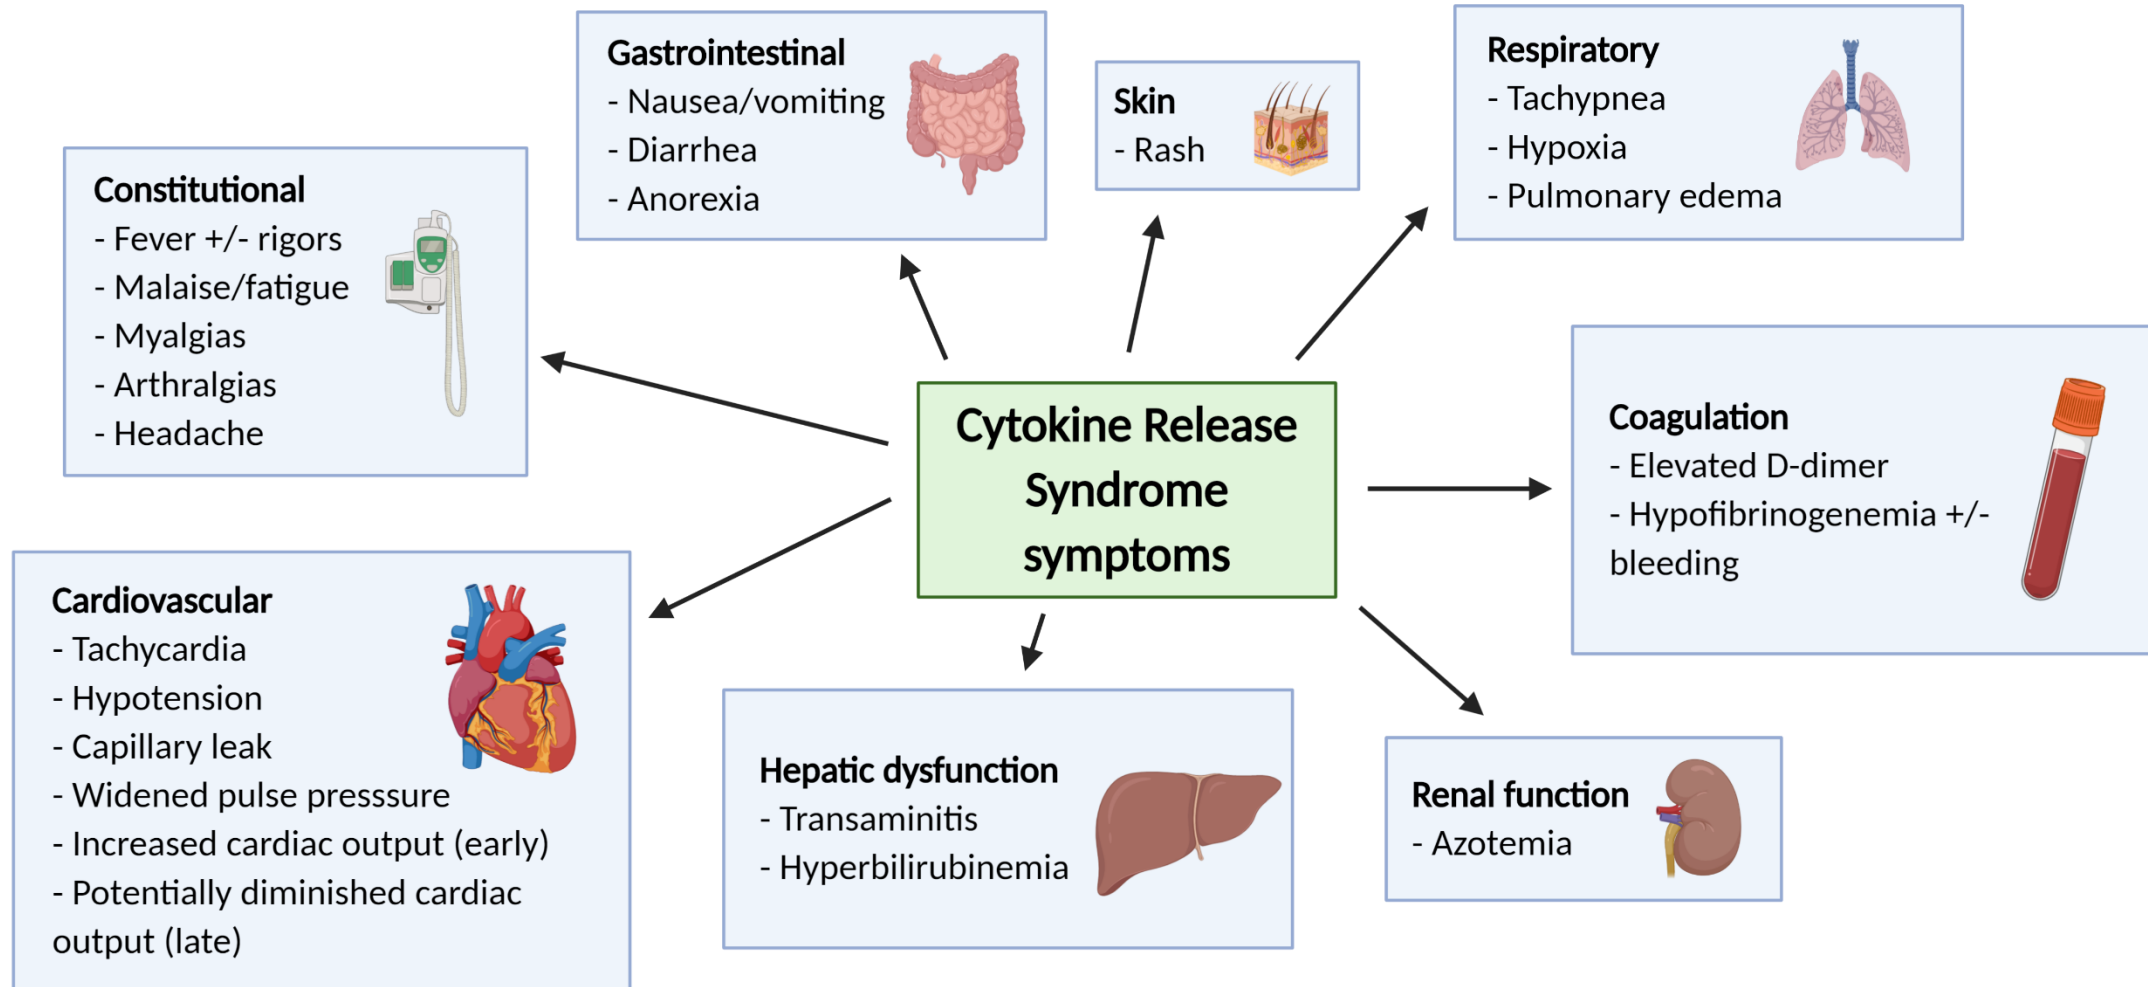 Gastrointestinal
- Nausea/vomiting
- Diarrhea
- Anorexia
Skin
- Rash
Respiratory
- Tachypnea
- Hypoxia
- Pulmonary edema
Constitutional
- Fever +/- rigors
- Malaise/fatigue
- Myalgias
- Arthralgias
- Headache
Cytokine Release
Syndrome
symptoms
Coagulation
- Elevated D-dimer
- Hypofibrinogenemia +/-
bleeding
Cardiovascular
- Tachycardia
- Hypotension
- Capillary leak
- Widened pulse presssure
- Increased cardiac output (early)
- Potentially diminished cardiac
output (late)
Hepatic dysfunction
- Transaminitis
- Hyperbilirubinemia
Renal function
- Azotemia